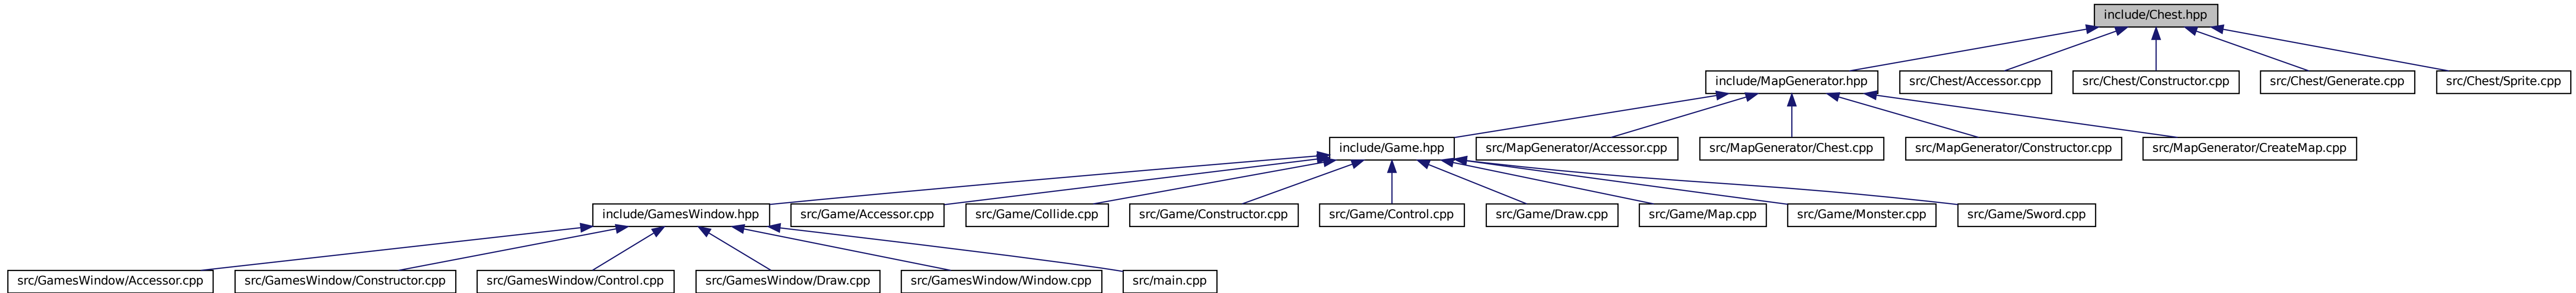 include/Chest.hpp
include/MapGenerator.hpp
src/Chest/Accessor.cpp
src/Chest/Constructor.cpp
src/Chest/Generate.cpp
src/Chest/Sprite.cpp
include/Game.hpp
src/MapGenerator/Accessor.cpp
src/MapGenerator/Chest.cpp
src/MapGenerator/Constructor.cpp
src/MapGenerator/CreateMap.cpp
include/GamesWindow.hpp
src/Game/Accessor.cpp
src/Game/Collide.cpp
src/Game/Constructor.cpp
src/Game/Control.cpp
src/Game/Draw.cpp
src/Game/Map.cpp
src/Game/Monster.cpp
src/Game/Sword.cpp
src/GamesWindow/Accessor.cpp
src/GamesWindow/Constructor.cpp
src/GamesWindow/Control.cpp
src/GamesWindow/Draw.cpp
src/GamesWindow/Window.cpp
src/main.cpp